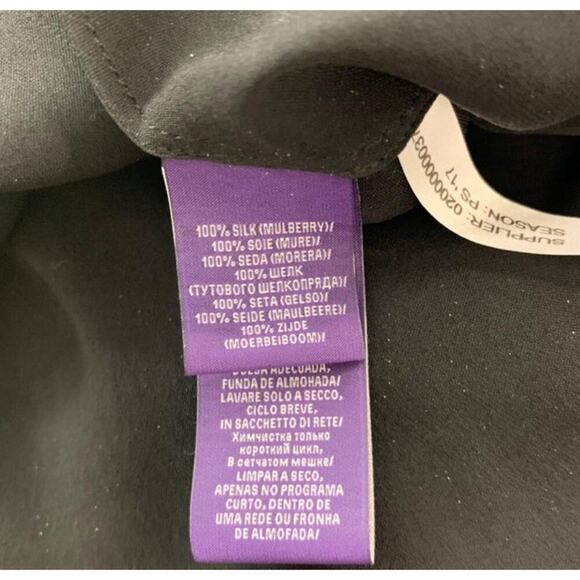 100% SILK (MULBERRY)/
100% SOIE (MURE)/
100% SEDA (MORERA)/
100% ШЕЛК
(ТУТОВОГО ШЕЛКОПРЯДА)/
100% SETA (GELSO)/
100% SEIDE (MAULBEERE)/
100% ZIJDE
(MOERBEIBOOM)/
BOLSA ADECUADA,
FUNDA DE ALMOHADA/
LAVARE SOLO A SECCO,
CICLO BREVE,
IN SACCHETTO DI RETE/
Химчистка только
короткий цикл,
В сетчатом мешке/
LIMPAR A SECO,
APENAS NO PROGRAMA
CURTO, DENTRO DE
UMA REDE OU FRONHA
DE ALMOFADA/
SUPPLIER: 02000000037
SEASON: PS '17